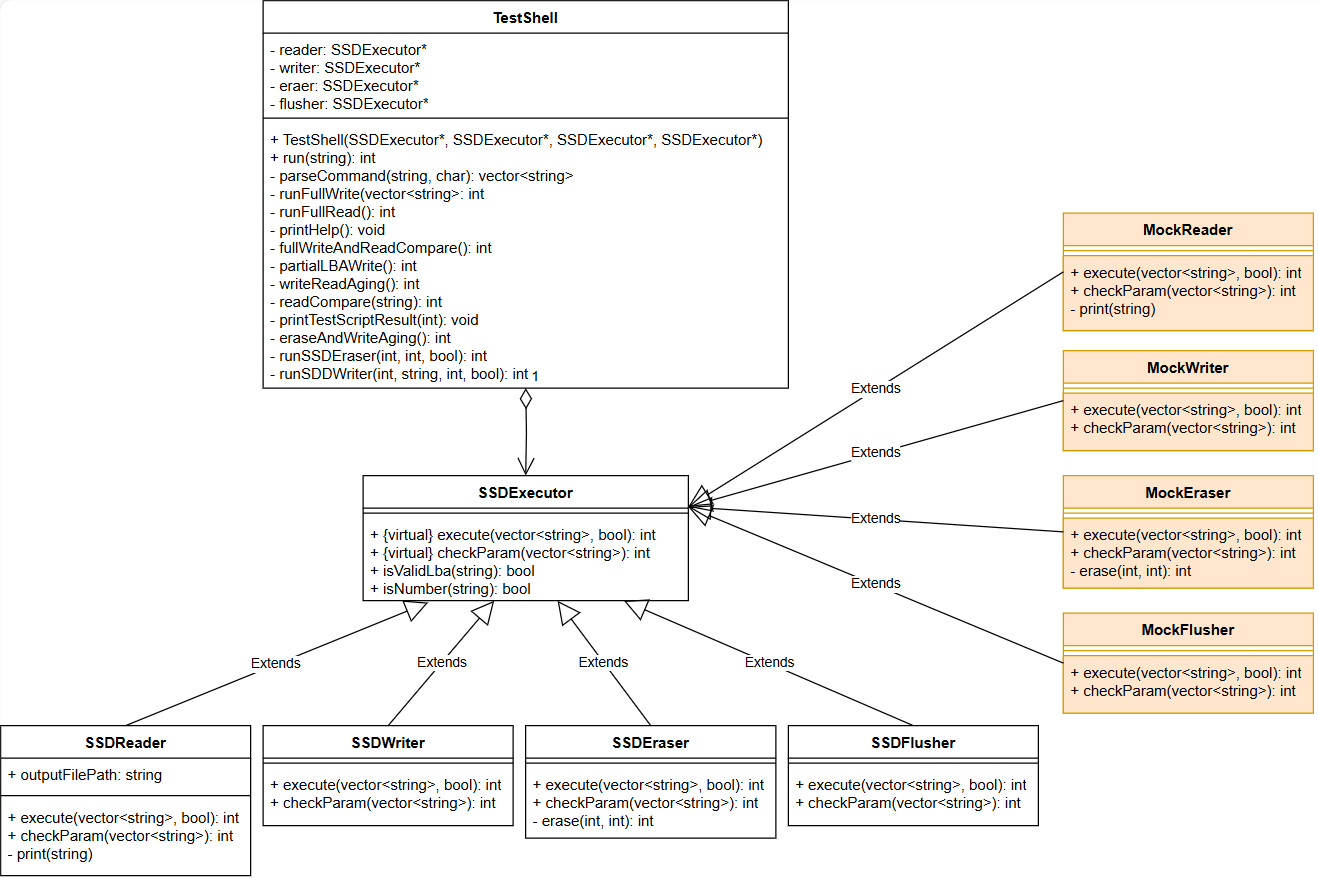 TestShell
- reader: SSDExecutor*
- writer: SSDExecutor*
- eraer: SSDExecutor*
- flusher: SSDExecutor*
+ TestShell(SSDExecutor*, SSDExecutor*, SSDExecutor*, SSDExecutor*)
+ run(string): int
- parseCommand(string, char): vector<string>
- runFullWrite(vector<string>: int
- runFullRead(): int
- printHelp(): void
- fullWriteAndReadCompare(): int
- partialLBAWrite(): int
- writeReadAging(): int
- readCompare(string): int
- printTestScriptResult(int): void
- eraseAndWriteAging(): int
- runSSDEraser(int, int, bool): int
- runSDDWriter(int, string, int, bool): int
1
MockReader
+ execute(vector<string>, bool): int
+ checkParam(vector<string>): int
- print(string)
MockWriter
+ execute(vector<string>, bool): int
+ checkParam(vector<string>): int
MockEraser
+ execute(vector<string>, bool): int
+ checkParam(vector<string>): int
- erase(int, int): int
MockFlusher
+ execute(vector<string>, bool): int
+ checkParam(vector<string>): int
Extends
Extends
Extends
Extends
SSDExecutor
+ {virtual} execute(vector<string>, bool): int
+ {virtual} checkParam(vector<string>): int
+ isValidLba(string): bool
+ isNumber(string): bool
Extends
Extends
Extends
Extends
SSDReader
+ outputFilePath: string
+ execute(vector<string>, bool): int
+ checkParam(vector<string>): int
- print(string)
SSDWriter
+ execute(vector<string>, bool): int
+ checkParam(vector<string>): int
SSDEraser
+ execute(vector<string>, bool): int
+ checkParam(vector<string>): int
- erase(int, int): int
SSDFlusher
+ execute(vector<string>, bool): int
+ checkParam(vector<string>): int